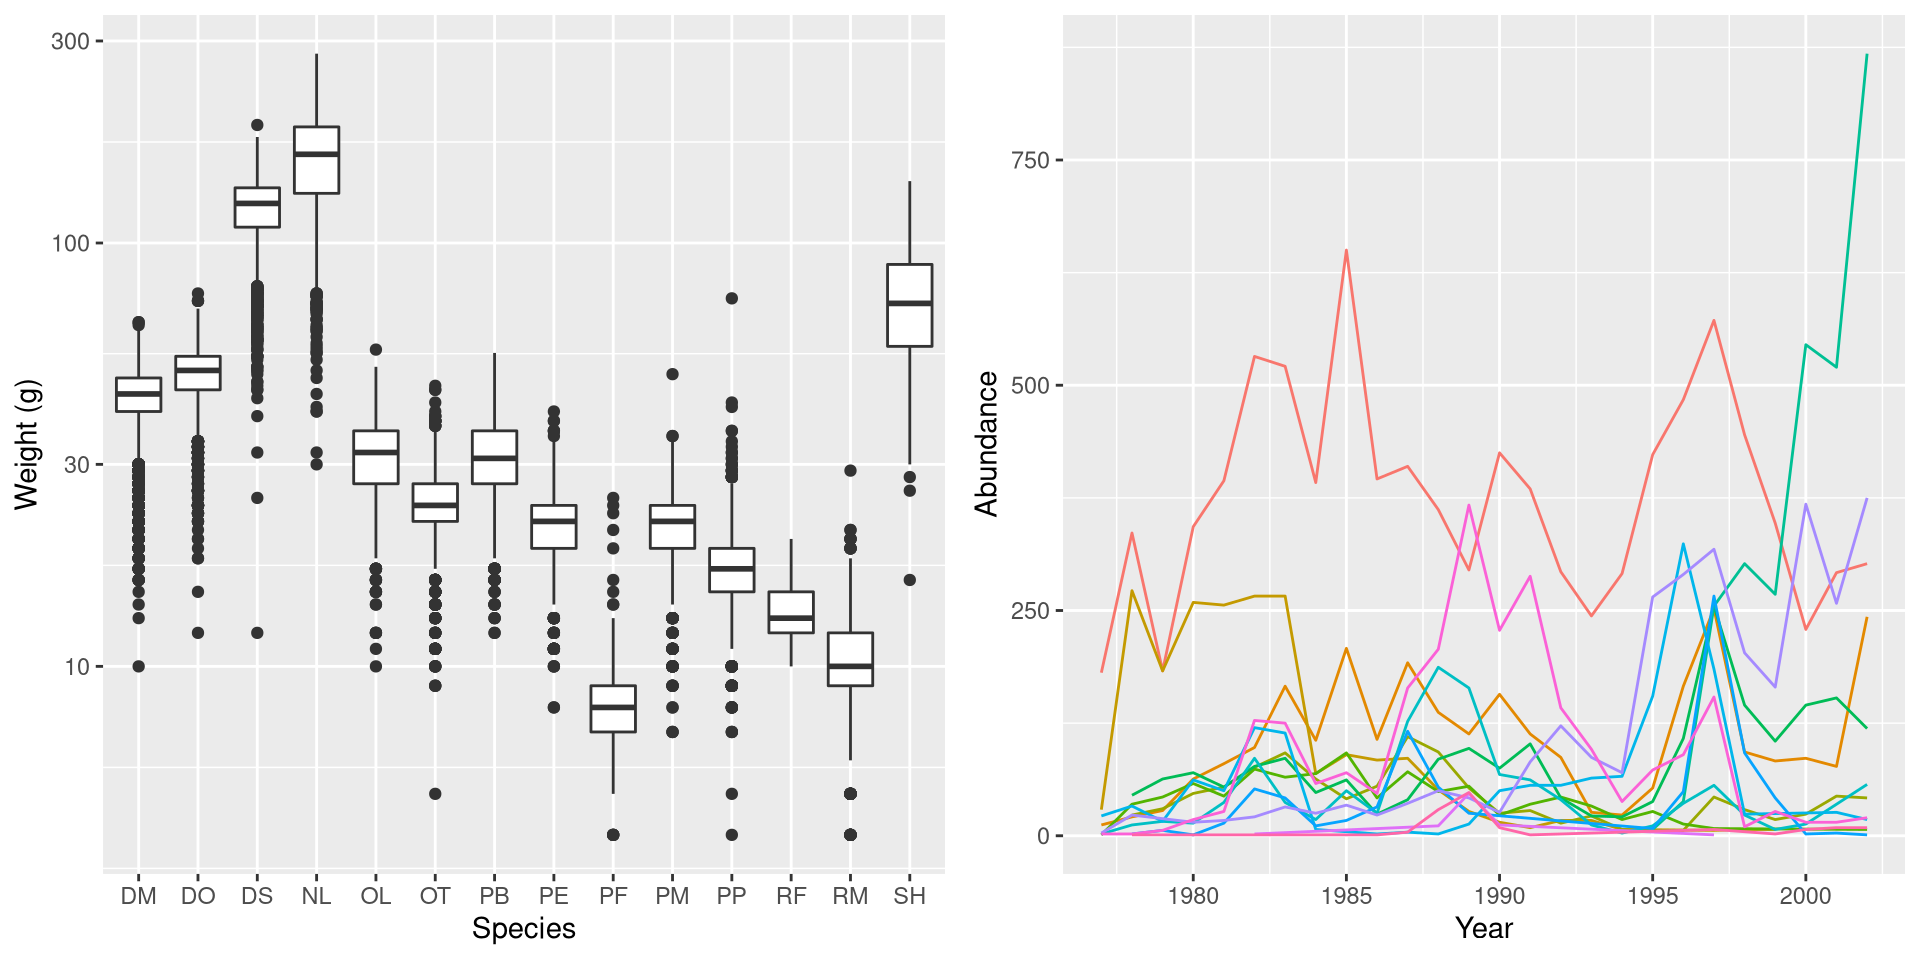 300
100
30
10
Weight (g)
DM DO DS NL OL OT PB PE PF PM PP RF RM SH
Species
750
500
250
0
Abundance
1980 1985 1990 1995 2000
Year